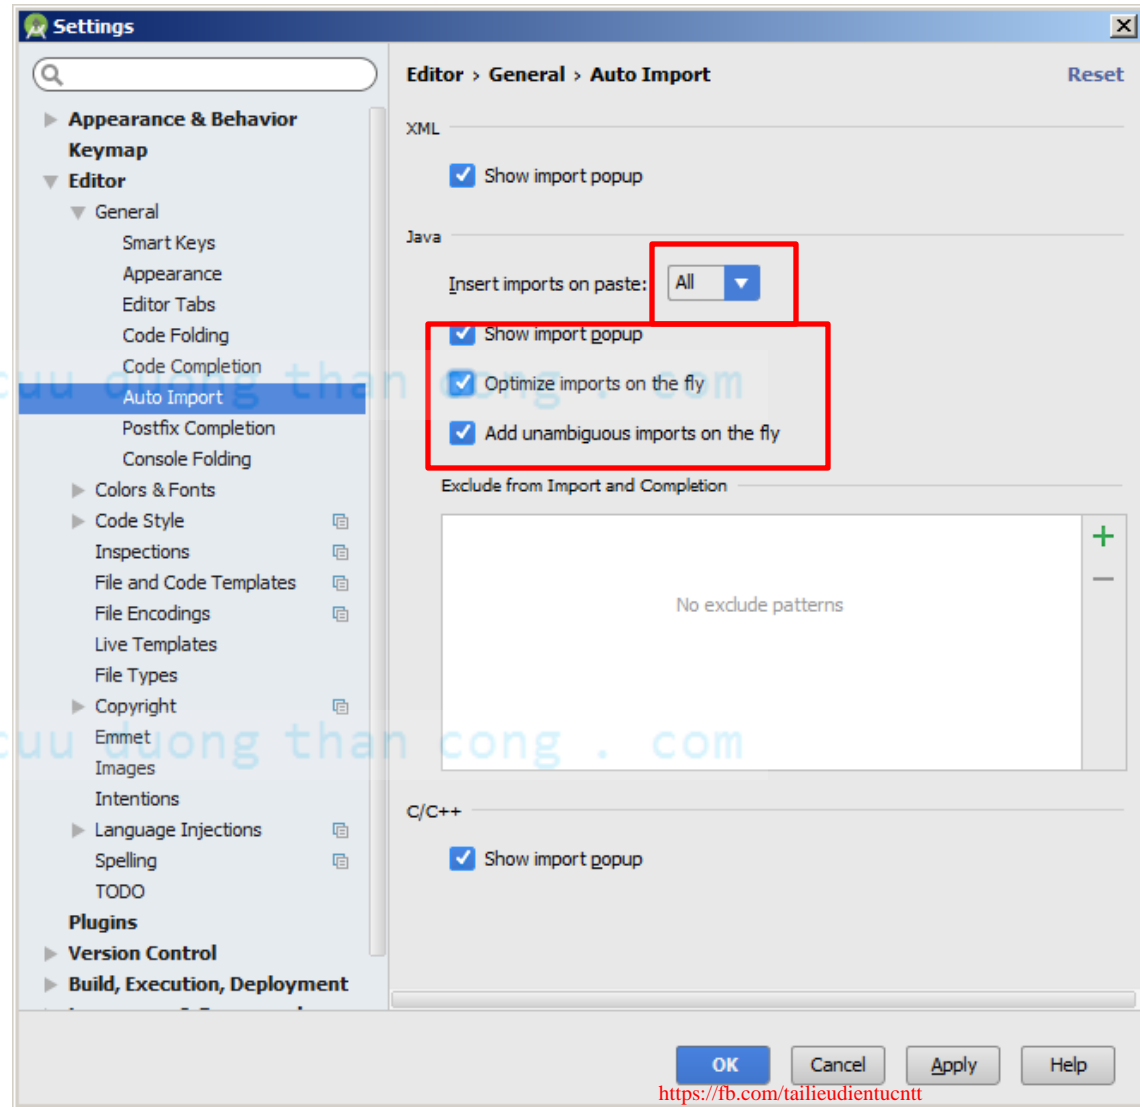 Settings
Editor › General › Auto Import
Reset
Appearance & Behavior
Keymap
Editor
General
Smart Keys
Appearance
Editor Tabs
Code Folding
Code Completion
Auto Import
Postfix Completion
Console Folding
Colors & Fonts
Code Style
Inspections
File and Code Templates
File Encodings
Live Templates
File Types
Copyright
Emmet
Images
Intentions
Language Injections
Spelling
TODO
Plugins
Version Control
Build, Execution, Deployment
XML
Show import popup
Java
Insert imports on paste: All
Show import popup
Optimize imports on the fly
Add unambiguous imports on the fly
Exclude from Import and Completion
No exclude patterns
C/C++
Show import popup
cuu duong than cong . com
cuu duong than cong . com
OK
Cancel
Apply
Help
https://fb.com/tailieudientucntt